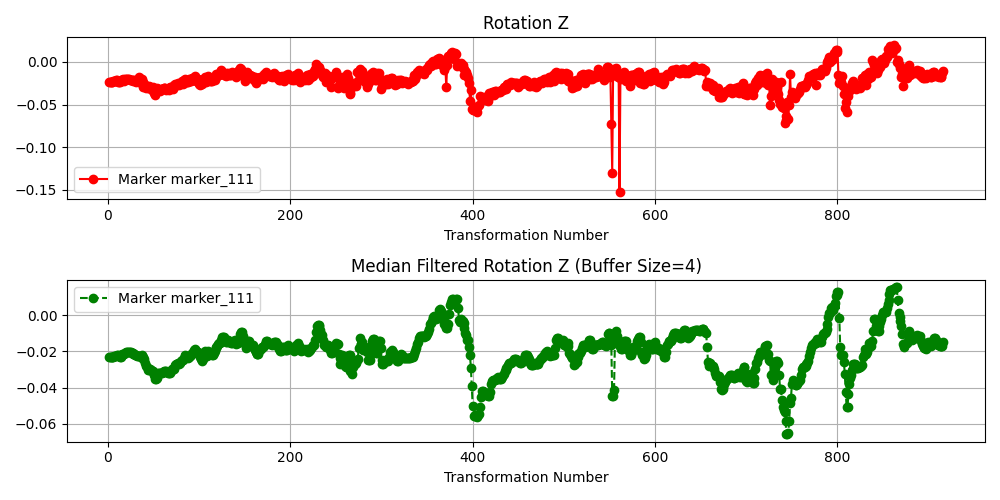 Rotation Z
0.00
−0.05
−0.10
−0.15
Marker marker_111
0 200 400 600 800
Transformation Number
Median Filtered Rotation Z (Buffer Size=4)
Marker marker_111
0.00
−0.02
−0.04
−0.06
0 200 400 600 800
Transformation Number